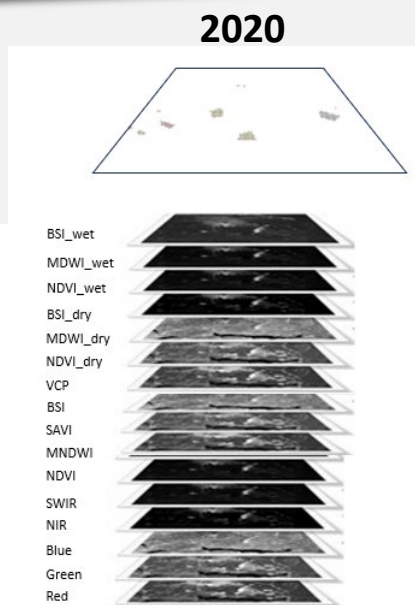 2020
BSI_wet
MDWI_wet
NDVI_wet
BSI_dry
MDWI_dry
NDVI_dry
VCP
BSI
SAVI
MNDWI
NDVI
SWIR
NIR
Blue
Green
Red